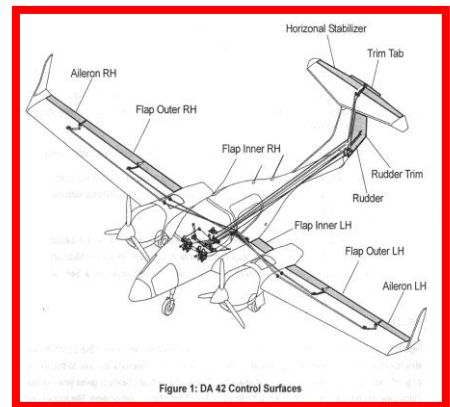 Horizonal Stabilizer
Trim Tab
Aileron RH
Flap Outer RH
Flap Inner RH
Rudder Trim
Rudder
Flap Inner LH
Flap Outer LH
Aileron LH
Figure 1: DA 42 Control Surfaces